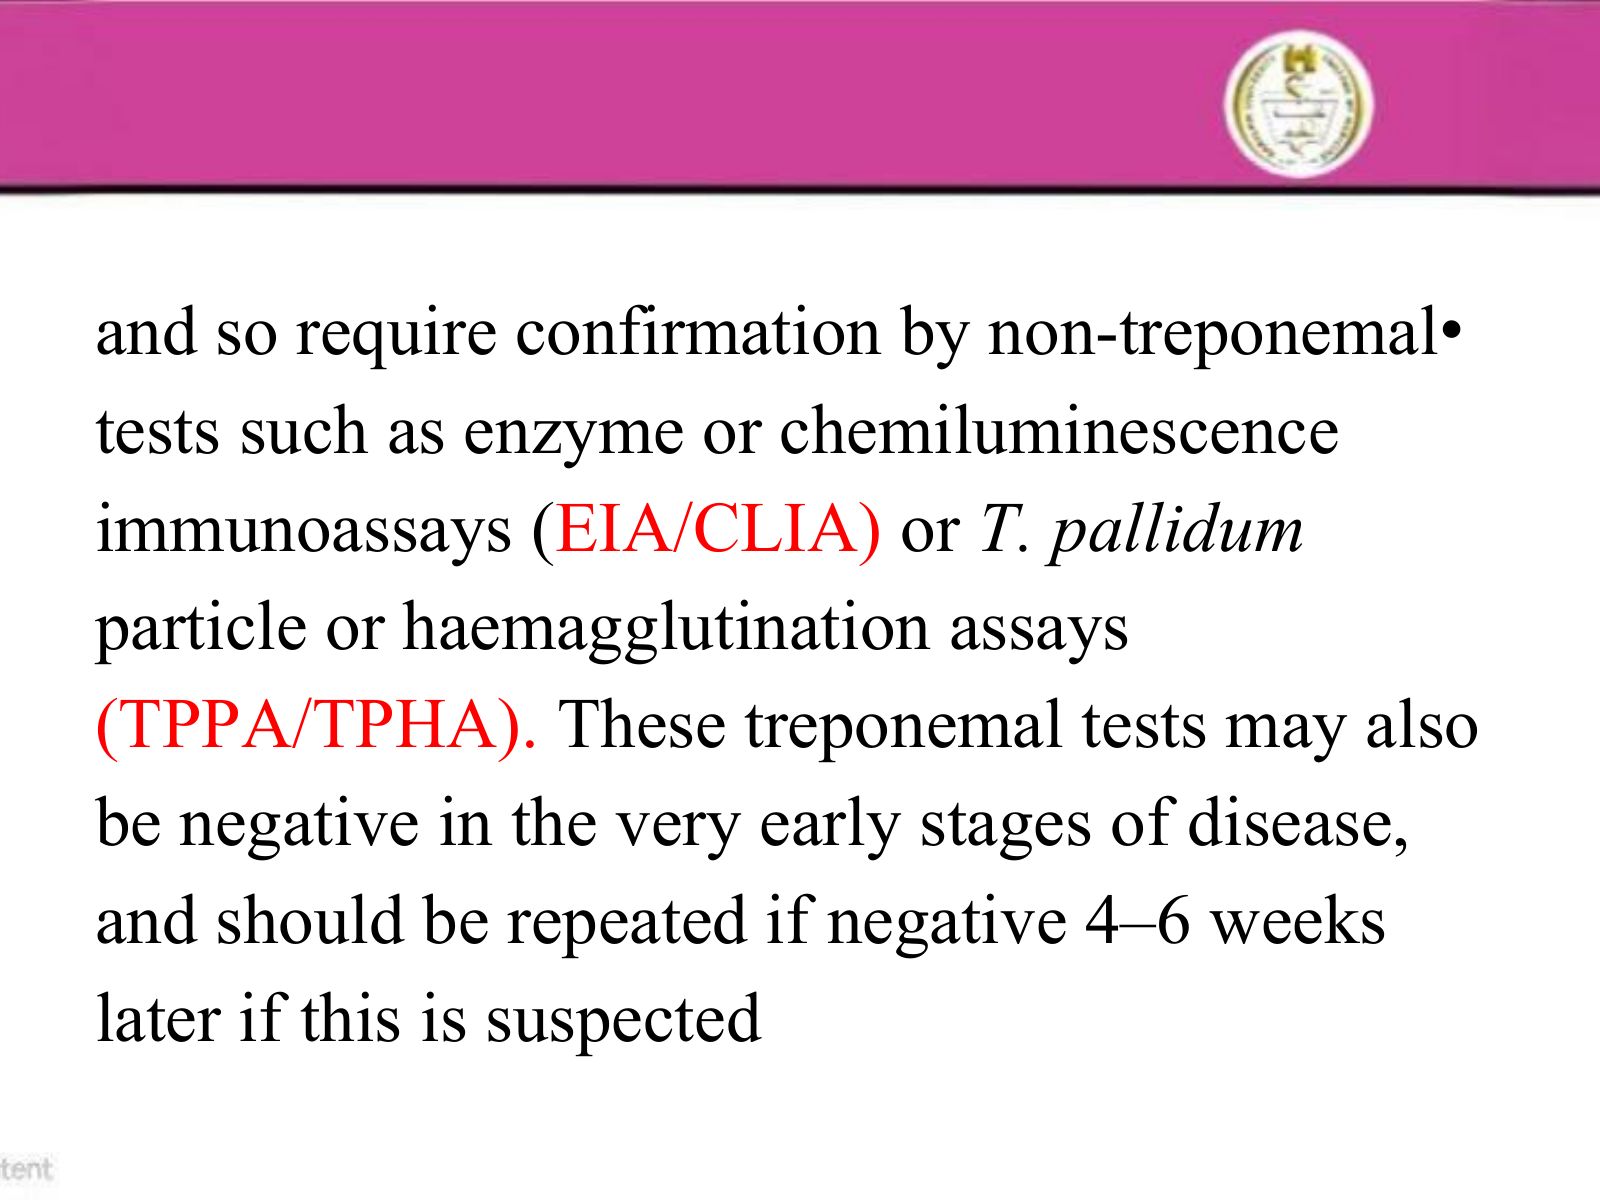 and so require confirmation by non-treponemal•
tests such as enzyme or chemiluminescence
immunoassays (EIA/CLIA) or T. pallidum
particle or haemagglutination assays
(TPPA/TPHA). These treponemal tests may also
be negative in the very early stages of disease,
and should be repeated if negative 4–6 weeks
later if this is suspected
tent